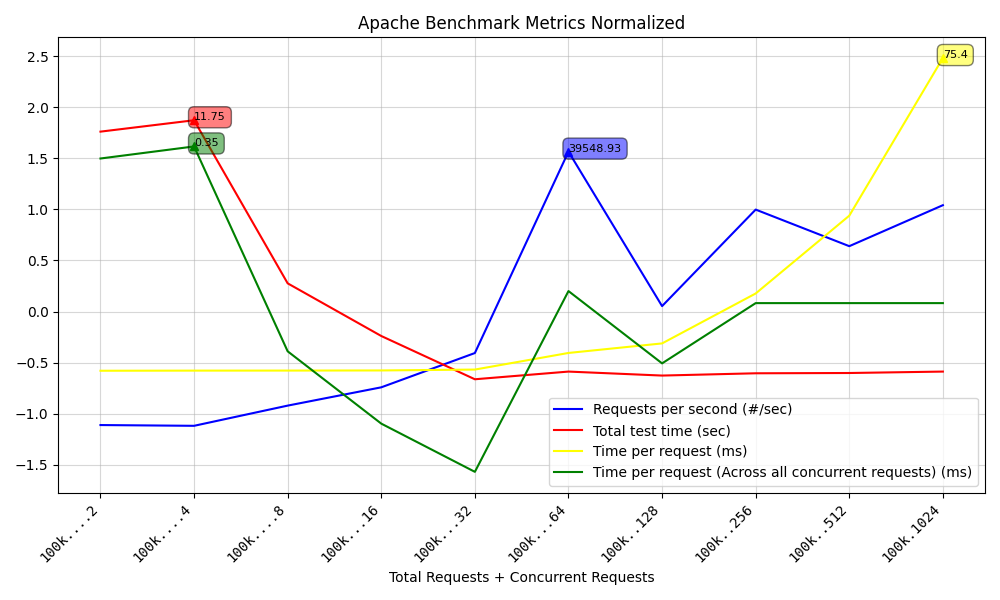 Apache Benchmark Metrics Normalized
2.5
2.0
1.5
1.0
0.5
0.0
−0.5
−1.0
−1.5
75.4
11.75
0.35
39548.93
Requests per second (#/sec)
Total test time (sec)
Time per request (ms)
Time per request (Across all concurrent requests) (ms)
100k....2
100k....4
100k....8
100k...16
100k...32
100k...64
100k..128
100k..256
100k..512
100k.1024
Total Requests + Concurrent Requests